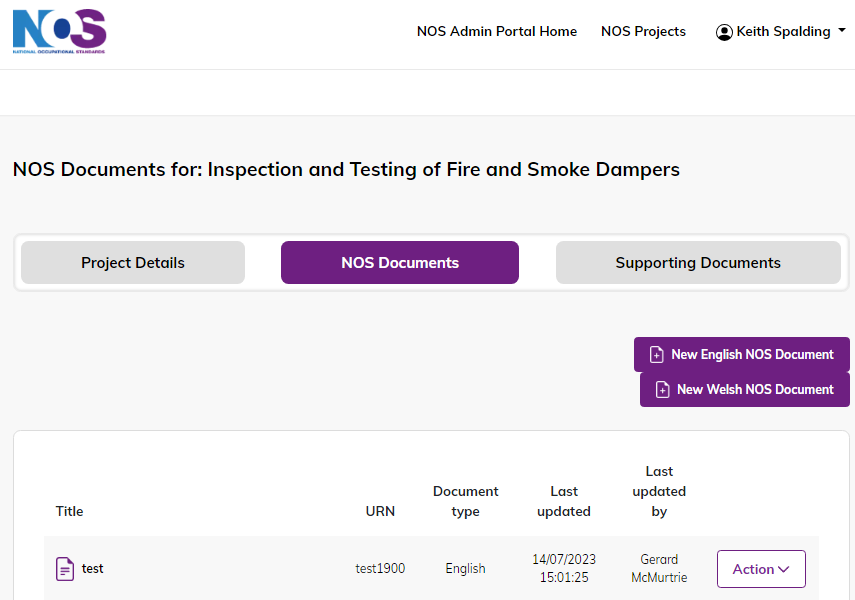 NOS
NATIONAL OCCUPATIONAL STANDARDS
NOS Admin Portal Home
NOS Projects
Keith Spalding
NOS Documents for: Inspection and Testing of Fire and Smoke Dampers
Project Details
NOS Documents
Supporting Documents
New English NOS Document
New Welsh NOS Document
Title
URN
Document
type
Last
updated
Last
updated
by
test
test1900
English
14/07/2023
15:01:25
Gerard
McMurtrie
Action